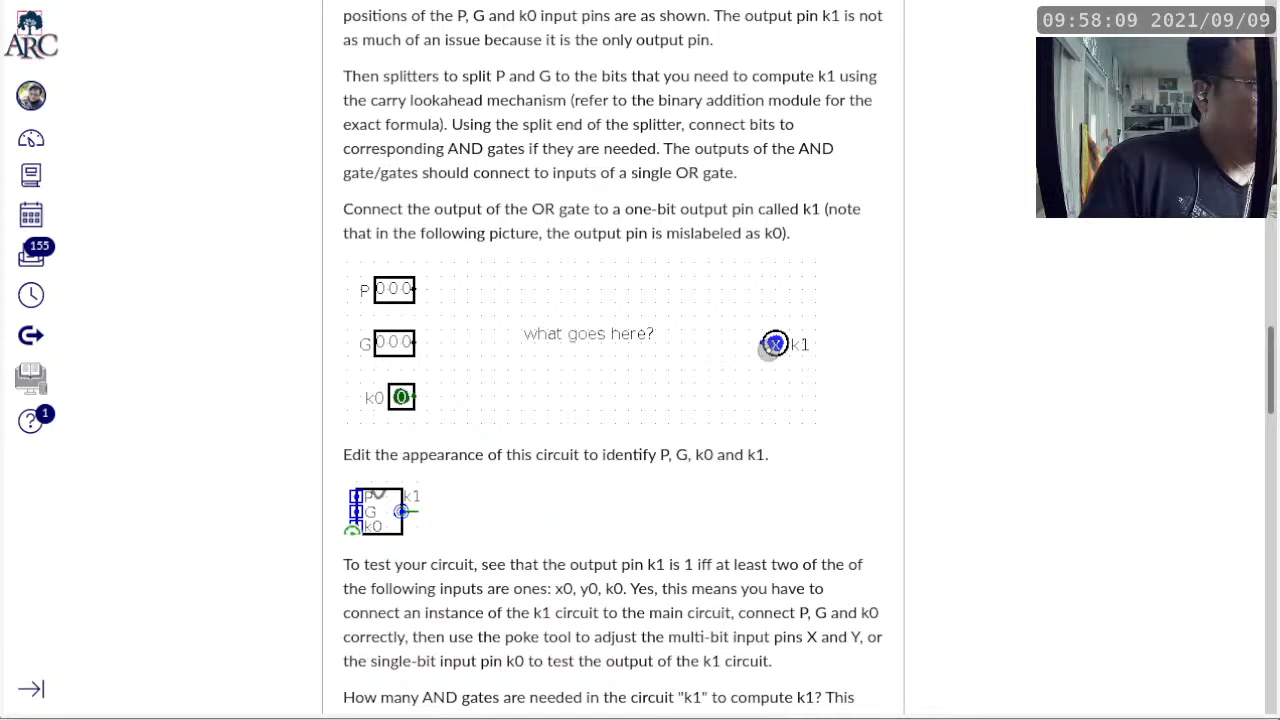 09:58:09 2021/09/09
ARC
155
1
positions of the P, G and k0 input pins are as shown. The output pin k1 is not
as much of an issue because it is the only output pin.
Then splitters to split P and G to the bits that you need to compute k1 using
the carry lookahead mechanism (refer to the binary addition module for the
exact formula). Using the split end of the splitter, connect bits to
corresponding AND gates if they are needed. The outputs of the AND
gate/gates should connect to inputs of a single OR gate.
Connect the output of the OR gate to a one-bit output pin called k1 (note
that in the following picture, the output pin is mislabeled as k0).
P 000
what goes here?
G 000
x k1
k0 0
Edit the appearance of this circuit to identify P, G, k0 and k1.
P k1
G
k0
To test your circuit, see that the output pin k1 is 1 iff at least two of the of
the following inputs are ones: x0, y0, k0. Yes, this means you have to
connect an instance of the k1 circuit to the main circuit, connect P, G and k0
correctly, then use the poke tool to adjust the multi-bit input pins X and Y, or
the single-bit input pin k0 to test the output of the k1 circuit.
How many AND gates are needed in the circuit "k1" to compute k1? This